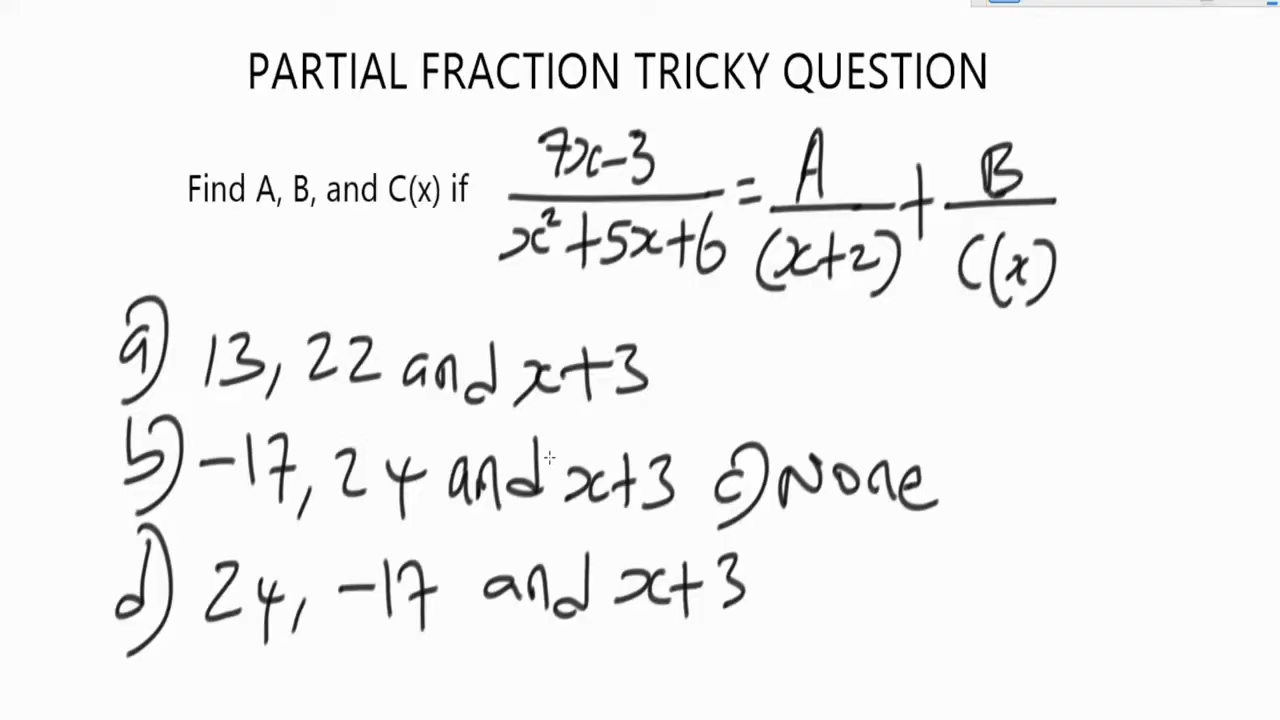 PARTIAL FRACTION TRICKY QUESTION
Find A, B, and C(x) if (7x-3)/(x²+5x+6) = A/(x+2) + B/C(x)
a) 13, 22 and x+3
b) -17, 24 and x+3 c) None
d) 24, -17 and x+3